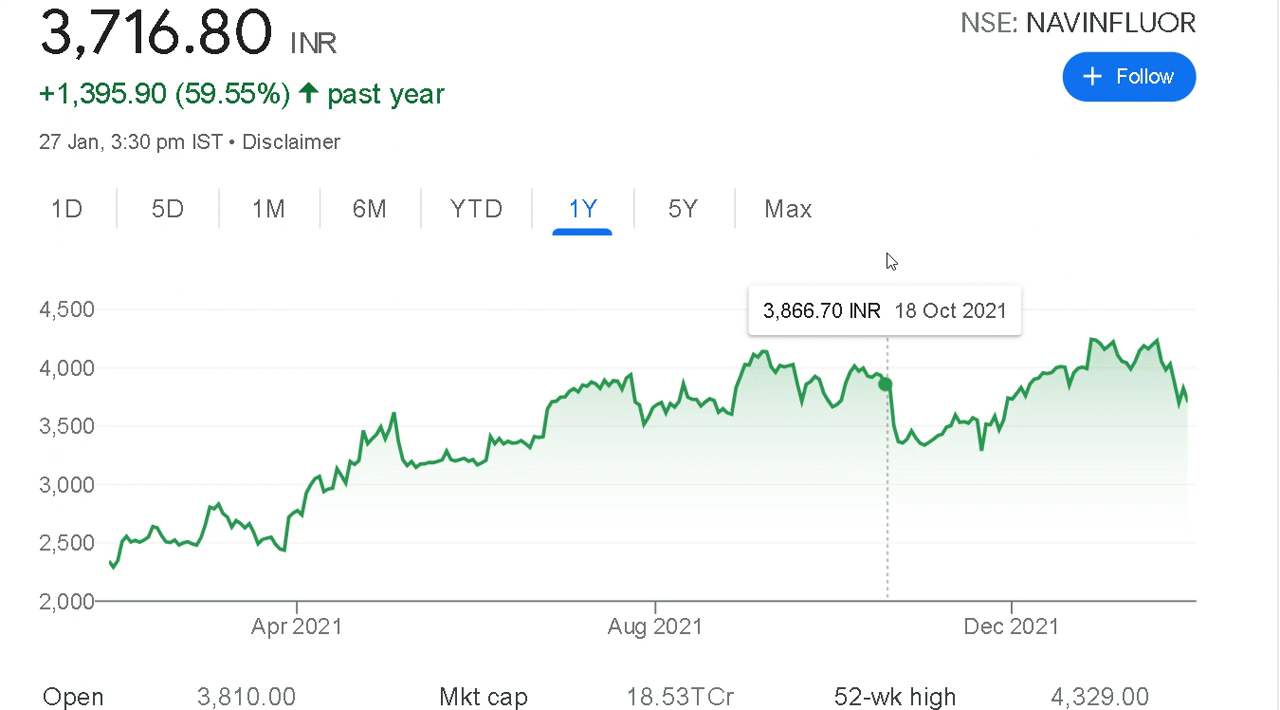 3,716.80 INR
NSE: NAVINFLUOR
+1,395.90 (59.55%) ↑ past year
+ Follow
27 Jan, 3:30 pm IST • Disclaimer
1D 5D 1M 6M YTD 1Y 5Y Max
3,866.70 INR 18 Oct 2021
4,500
4,000
3,500
3,000
2,500
2,000
Apr 2021 Aug 2021 Dec 2021
Open 3,810.00 Mkt cap 18.53TCr 52-wk high 4,329.00